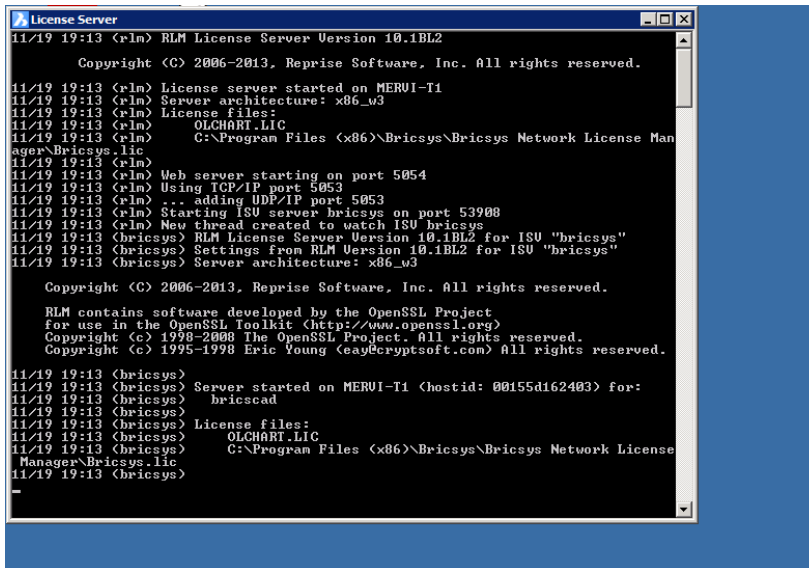 License Server
11/19 19:13 (rlm) RLM License Server Version 10.1BL2
Copyright (C) 2006-2013, Reprise Software, Inc. All rights reserved.
11/19 19:13 (rlm) License server started on MERVI-T1
11/19 19:13 (rlm) Server architecture: x86_w3
11/19 19:13 (rlm) License files:
11/19 19:13 (rlm)     OLCHART.LIC
11/19 19:13 (rlm)     C:\Program Files (x86)\Bricsys\Bricsys Network License Man
ager\Bricsys.lic
11/19 19:13 (rlm)
11/19 19:13 (rlm) Web server starting on port 5054
11/19 19:13 (rlm) Using TCP/IP port 5053
11/19 19:13 (rlm) ... adding UDP/IP port 5053
11/19 19:13 (rlm) Starting ISV server bricsys on port 53908
11/19 19:13 (rlm) New thread created to watch ISV bricsys
11/19 19:13 (bricsys) RLM License Server Version 10.1BL2 for ISV "bricsys"
11/19 19:13 (bricsys) Settings from RLM Version 10.1BL2 for ISV "bricsys"
11/19 19:13 (bricsys) Server architecture: x86_w3
Copyright (C) 2006-2013, Reprise Software, Inc. All rights reserved.
RLM contains software developed by the OpenSSL Project
for use in the OpenSSL Toolkit (http://www.openssl.org)
Copyright (c) 1998-2008 The OpenSSL Project. All rights reserved.
Copyright (c) 1995-1998 Eric Young (eay@cryptsoft.com) All rights reserved.
11/19 19:13 (bricsys)
11/19 19:13 (bricsys) Server started on MERVI-T1 (hostid: 00155d162403) for:
11/19 19:13 (bricsys)   bricscad
11/19 19:13 (bricsys)
11/19 19:13 (bricsys) License files:
11/19 19:13 (bricsys)     OLCHART.LIC
11/19 19:13 (bricsys)     C:\Program Files (x86)\Bricsys\Bricsys Network License
Manager\Bricsys.lic
11/19 19:13 (bricsys)